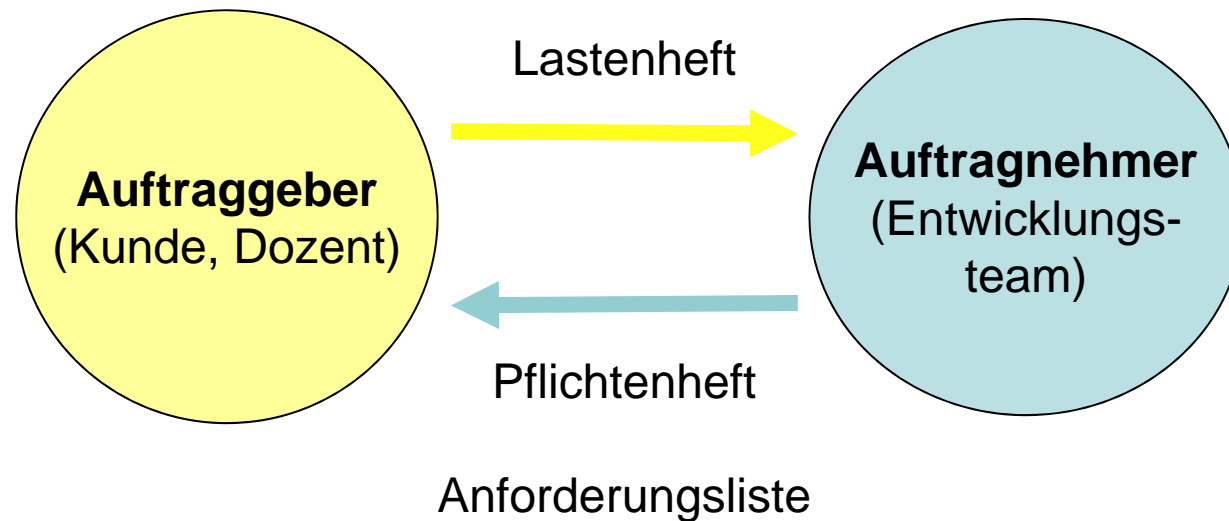 Lastenheft
Auftraggeber
(Kunde, Dozent)
Auftragnehmer
(Entwicklungs-
team)
Pflichtenheft
Anforderungsliste